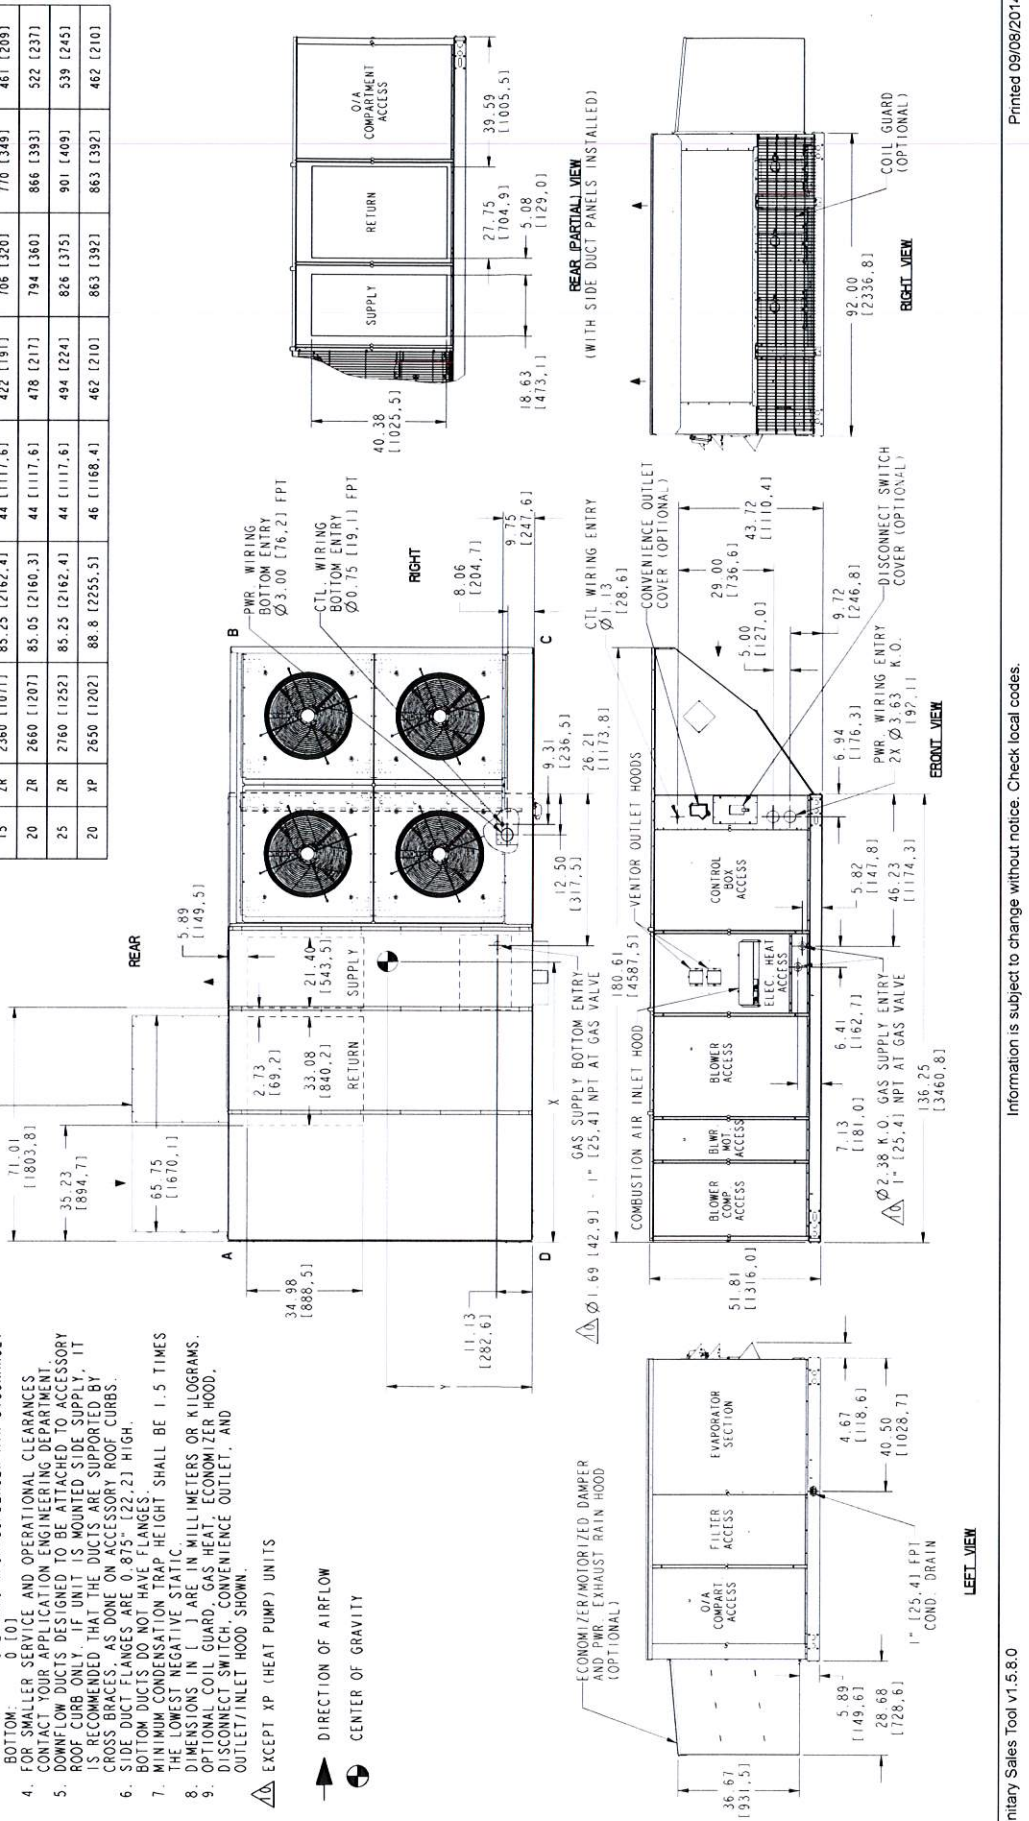 15 ZR 2360 [1071] 85.25 [2162,4] 44 [1117,6] 422 [191] 706 [320] 770 [349] 461 [209]
20 ZR 2660 [1207] 85.05 [2160,3] 44 [1117,6] 478 [217] 794 [360] 866 [393] 522 [237]
25 ZR 2760 [1252] 85.25 [2162,4] 44 [1117,6] 494 [224] 826 [375] 901 [409] 539 [245]
20 XP 2650 [1202] 88.8 [2255,5] 46 [1168,4] 462 [210] 863 [392] 863 [392] 462 [210]
BOTTOM: 0 [0]
4. FOR SMALLER SERVICE AND OPERATIONAL CLEARANCES
CONTACT YOUR APPLICATION ENGINEERING DEPARTMENT.
5. DOWNFLOW DUCTS DESIGNED TO BE ATTACHED TO ACCESSORY
ROOF CURB ONLY. IF UNIT IS MOUNTED SIDE SUPPLY, IT
IS RECOMMENDED THAT THE DUCTS ARE SUPPORTED BY
CROSS BRACES, AS DONE ON ACCESSORY ROOF CURBS.
6. SIDE DUCT FLANGES ARE 0.875" [22,2] HIGH.
BOTTOM DUCTS DO NOT HAVE FLANGES.
7. MINIMUM CONDENSATION TRAP HEIGHT SHALL BE 1.5 TIMES
THE LOWEST NEGATIVE STATIC.
8. DIMENSIONS IN [ ] ARE IN MILLIMETERS OR KILOGRAMS.
9. OPTIONAL COIL GUARD, GAS HEAT, ECONOMIZER HOOD,
DISCONNECT SWITCH, CONVENIENCE OUTLET, AND
OUTLET/INLET HOOD SHOWN.
10 EXCEPT XP (HEAT PUMP) UNITS
DIRECTION OF AIRFLOW
CENTER OF GRAVITY
71.01
[1803,8]
35.23
[894,7]
65.75
[1670,1]
REAR
5.89
[149,5]
A
B
2.73
[69,2]
33.08
[840,2]
RETURN
21.40
[543,5]
SUPPLY
34.98
[888,5]
11.13
[282,6]
Y
X
D
C
PWR. WIRING
BOTTOM ENTRY
Ø3.00 [76,2] FPT
CTL. WIRING
BOTTOM ENTRY
Ø0.75 [19,1] FPT
RIGHT
8.06
[204,7]
9.75
[247,6]
9.31
[236,5]
12.50
[317,5]
26.21
[1173,8]
GAS SUPPLY BOTTOM ENTRY
10 Ø1.69 [42,9] - 1" [25,4] NPT AT GAS VALVE
40.38
[1025,5]
SUPPLY
RETURN
O/A
COMPARTMENT
ACCESS
18.63
[473,1]
5.08
[129,0]
27.75
[704,9]
39.59
[1005,5]
REAR (PARTIAL) VIEW
(WITH SIDE DUCT PANELS INSTALLED)
ECONOMIZER/MOTORIZED DAMPER
AND PWR. EXHAUST RAIN HOOD
(OPTIONAL)
O/A
COMPART
ACCESS
FILTER
ACCESS
EVAPORATOR
SECTION
36.67
[931,5]
5.89
[149,6]
28.68
[728,6]
1" [25,4] FPT
COND. DRAIN
4.67
[118,6]
40.50
[1028,7]
LEFT VIEW
180.61
[4587,5]
COMBUSTION AIR INLET HOOD
VENTOR OUTLET HOODS
CTL WIRING ENTRY
Ø1.13
[28,6]
CONVENIENCE OUTLET
COVER (OPTIONAL)
51.81
[1316,0]
BLOWER
COMP
ACCESS
BLWR
MOT.
ACCESS
BLOWER
ACCESS
ELEC. HEAT
ACCESS
CONTROL
BOX
ACCESS
29.00
[736,6]
43.72
[1110,4]
5.00
[127,0]
9.72
[246,8]
DISCONNECT SWITCH
COVER (OPTIONAL)
7.13
[181,0]
6.41
[162,7]
5.82
[147,8]
6.94
[176,3]
46.23
[1174,3]
136.25
[3460,8]
10 Ø2.38 K.O. GAS SUPPLY ENTRY
1" [25,4] NPT AT GAS VALVE
PWR. WIRING ENTRY
2X Ø3.63 K.O.
[92,1]
FRONT VIEW
92.00
[2336,8]
COIL GUARD
(OPTIONAL)
RIGHT VIEW
nitary Sales Tool v1.5.8.0
Information is subject to change without notice. Check local codes.
Printed 09/08/2014